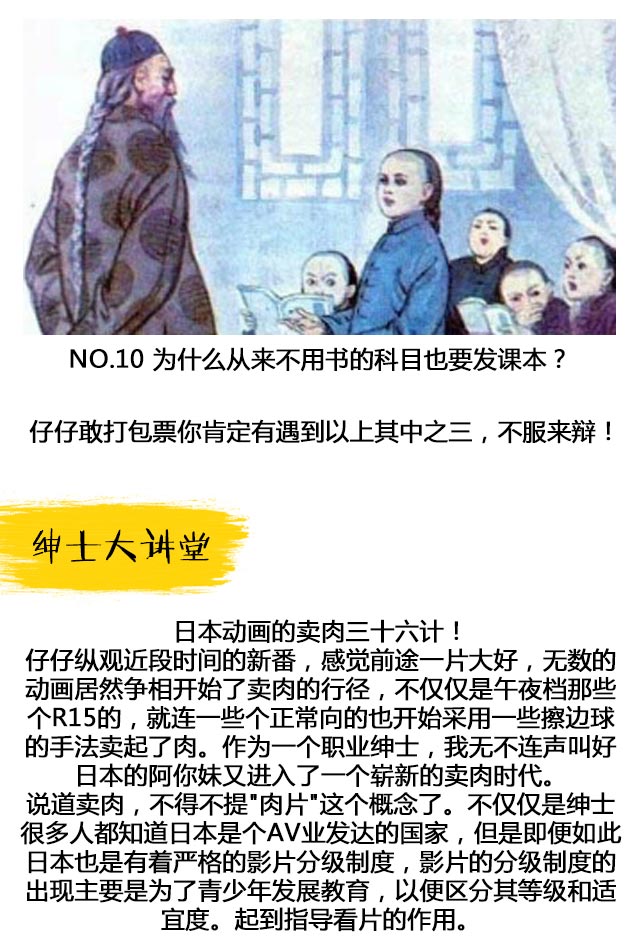 NO.10 为什么从来不用书的科目也要发课本？
仔仔敢打包票你肯定有遇到以上其中之三，不服来辩！
绅士大讲堂
日本动画的卖肉三十六计！
仔仔纵观近段时间的新番，感觉前途一片大好，无数的
动画居然争相开始了卖肉的行径，不仅仅是午夜档那些
个R15的，就连一些个正常向的也开始采用一些擦边球
的手法卖起了肉。作为一个职业绅士，我无不连声叫好
日本的阿你妹又进入了一个崭新的卖肉时代。
说道卖肉，不得不提"肉片"这个概念了。不仅仅是绅士
很多人都知道日本是个AV业发达的国家，但是即便如此
日本也是有着严格的影片分级制度，影片的分级制度的
出现主要是为了青少年发展教育，以便区分其等级和适
宜度。起到指导看片的作用。